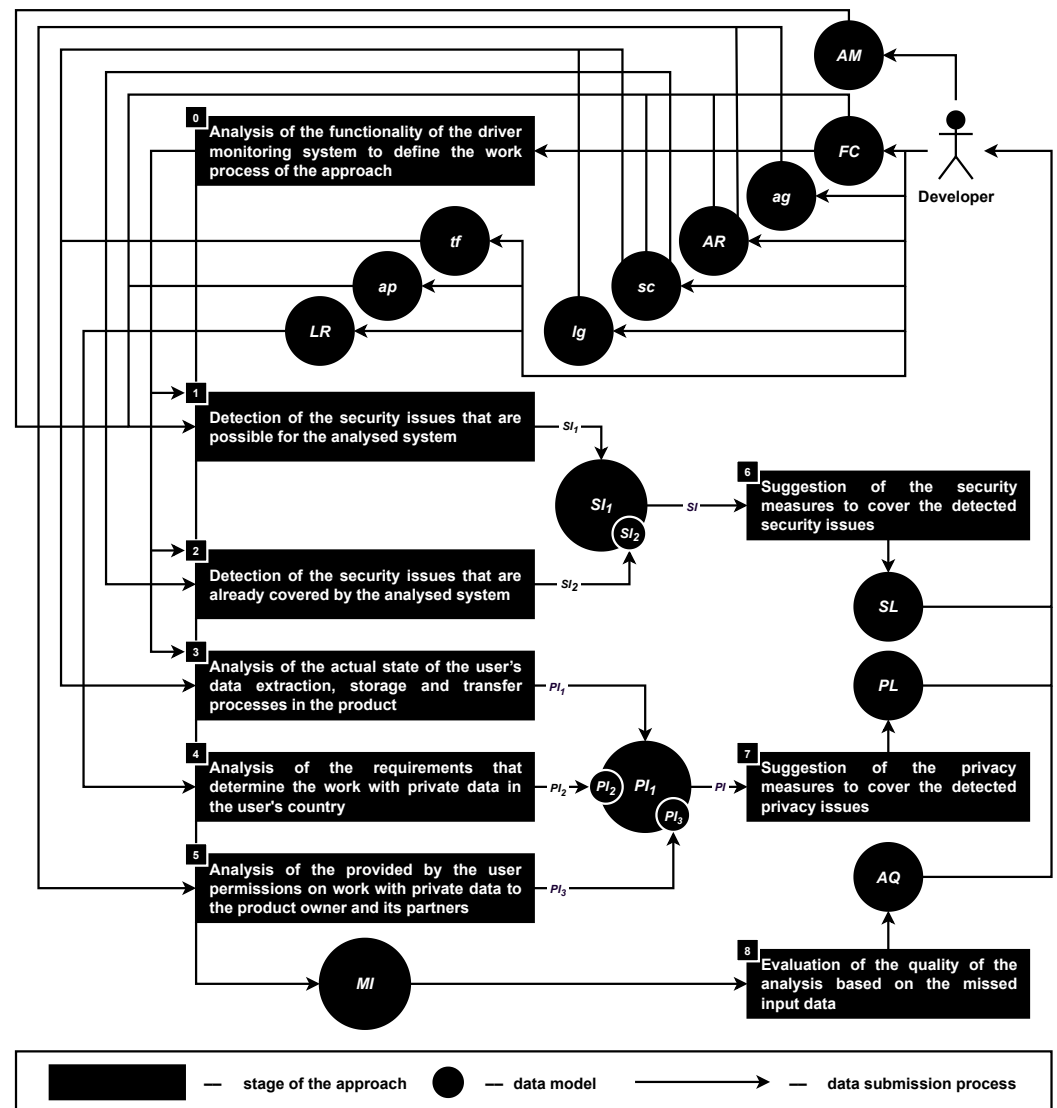 AM
0
Analysis of the functionality of the driver
monitoring system to define the work
process of the approach
FC
Developer
ag
AR
tf
sc
ap
lg
LR
1
Detection of the security issues that are
possible for the analysed system
SI1
6
Suggestion of the security
measures to cover the detected
security issues
SI1
SI
SI2
2
Detection of the security issues that are
already covered by the analysed system
SI2
SL
3
Analysis of the actual state of the user’s
data extraction, storage and transfer
processes in the product
PI1
PL
4
Analysis of the requirements that
determine the work with private data in
the user's country
PI2
PI2
PI1
PI3
PI
7
Suggestion of the privacy
measures to cover the detected
privacy issues
5
Analysis of the provided by the user
permissions on work with private data to
the product owner and its partners
PI3
AQ
8
Evaluation of the quality of the
analysis based on the missed
input data
MI
— stage of the approach
— data model
— data submission process